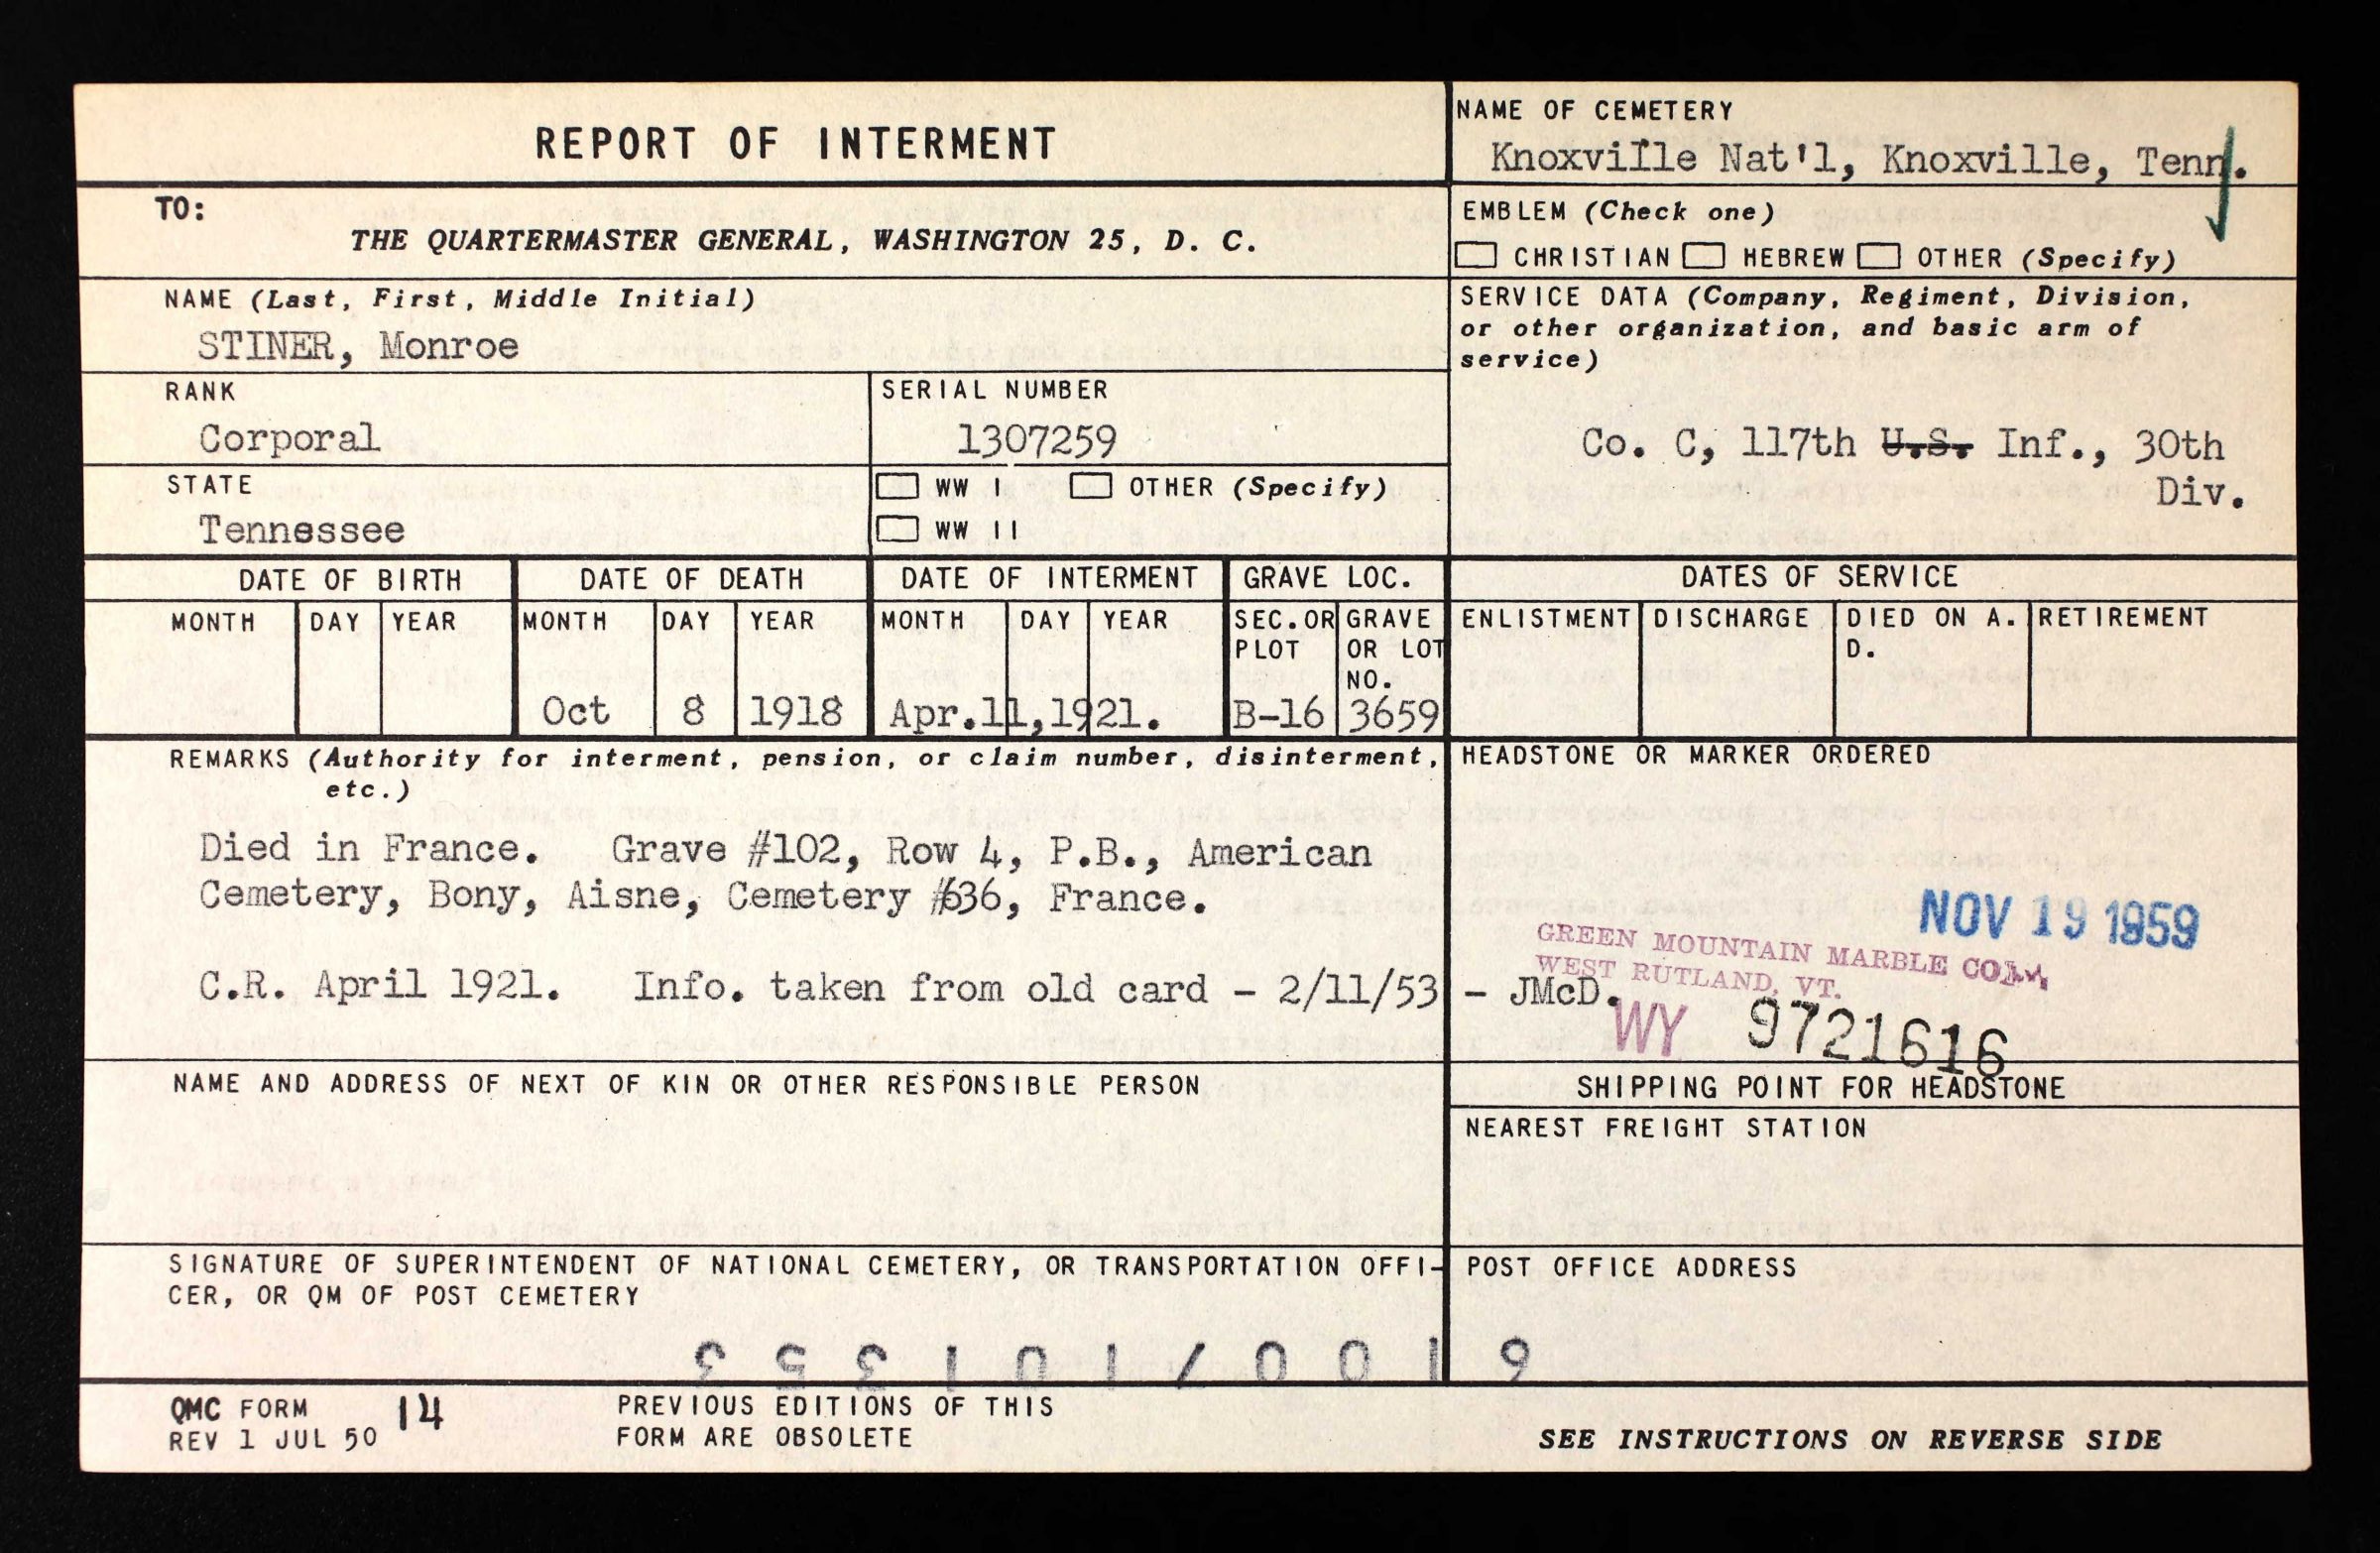 REPORT OF INTERMENT
NAME OF CEMETERY
Knoxville Nat'l, Knoxville, Tenn.
TO:
THE QUARTERMASTER GENERAL, WASHINGTON 25, D. C.
EMBLEM (Check one)
CHRISTIAN HEBREW OTHER (Specify)
NAME (Last, First, Middle Initial)
STINER, Monroe
SERVICE DATA (Company, Regiment, Division,
or other organization, and basic arm of
service)
Co. C, 117th U.S. Inf., 30th
Div.
RANK
Corporal
SERIAL NUMBER
1307259
STATE
Tennessee
WW I OTHER (Specify)
WW II
DATE OF BIRTH DATE OF DEATH DATE OF INTERMENT GRAVE LOC. DATES OF SERVICE
MONTH DAY YEAR MONTH DAY YEAR MONTH DAY YEAR SEC.OR GRAVE ENLISTMENT DISCHARGE DIED ON A. RETIREMENT
PLOT OR LOT D.
NO.
Oct 8 1918 Apr.11,1921. B-16 3659
REMARKS (Authority for interment, pension, or claim number, disinterment,
etc.)
HEADSTONE OR MARKER ORDERED
Died in France. Grave #102, Row 4, P.B., American
Cemetery, Bony, Aisne, Cemetery #636, France.
NOV 19 1959
GREEN MOUNTAIN MARBLE CO
WEST RUTLAND, VT.
C.R. April 1921. Info. taken from old card - 2/11/53 - JMcD.
WY 9721616
NAME AND ADDRESS OF NEXT OF KIN OR OTHER RESPONSIBLE PERSON
SHIPPING POINT FOR HEADSTONE
NEAREST FREIGHT STATION
SIGNATURE OF SUPERINTENDENT OF NATIONAL CEMETERY, OR TRANSPORTATION OFFI-
CER, OR QM OF POST CEMETERY
POST OFFICE ADDRESS
QMC FORM 14
REV 1 JUL 50
PREVIOUS EDITIONS OF THIS
FORM ARE OBSOLETE
SEE INSTRUCTIONS ON REVERSE SIDE